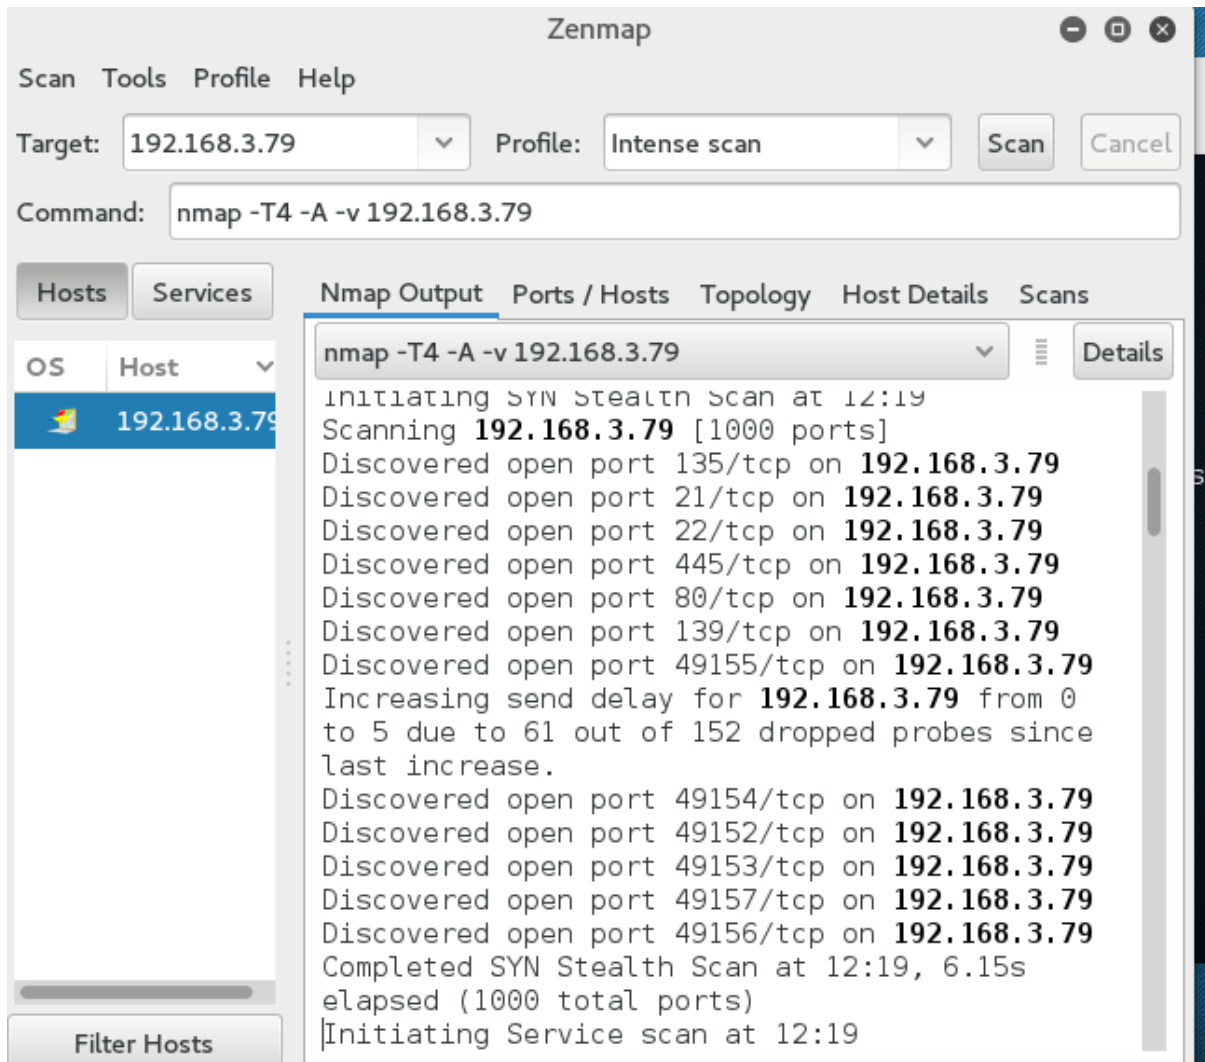 Zenmap
Scan Tools Profile Help
Target: 192.168.3.79 Profile: Intense scan Scan Cancel
Command: nmap -T4 -A -v 192.168.3.79
Hosts Services
Nmap Output Ports / Hosts Topology Host Details Scans
OS Host
192.168.3.79
nmap -T4 -A -v 192.168.3.79 Details
Initiating SYN Stealth Scan at 12:19
Scanning 192.168.3.79 [1000 ports]
Discovered open port 135/tcp on 192.168.3.79
Discovered open port 21/tcp on 192.168.3.79
Discovered open port 22/tcp on 192.168.3.79
Discovered open port 445/tcp on 192.168.3.79
Discovered open port 80/tcp on 192.168.3.79
Discovered open port 139/tcp on 192.168.3.79
Discovered open port 49155/tcp on 192.168.3.79
Increasing send delay for 192.168.3.79 from 0
to 5 due to 61 out of 152 dropped probes since
last increase.
Discovered open port 49154/tcp on 192.168.3.79
Discovered open port 49152/tcp on 192.168.3.79
Discovered open port 49153/tcp on 192.168.3.79
Discovered open port 49157/tcp on 192.168.3.79
Discovered open port 49156/tcp on 192.168.3.79
Completed SYN Stealth Scan at 12:19, 6.15s
elapsed (1000 total ports)
Initiating Service scan at 12:19
Filter Hosts